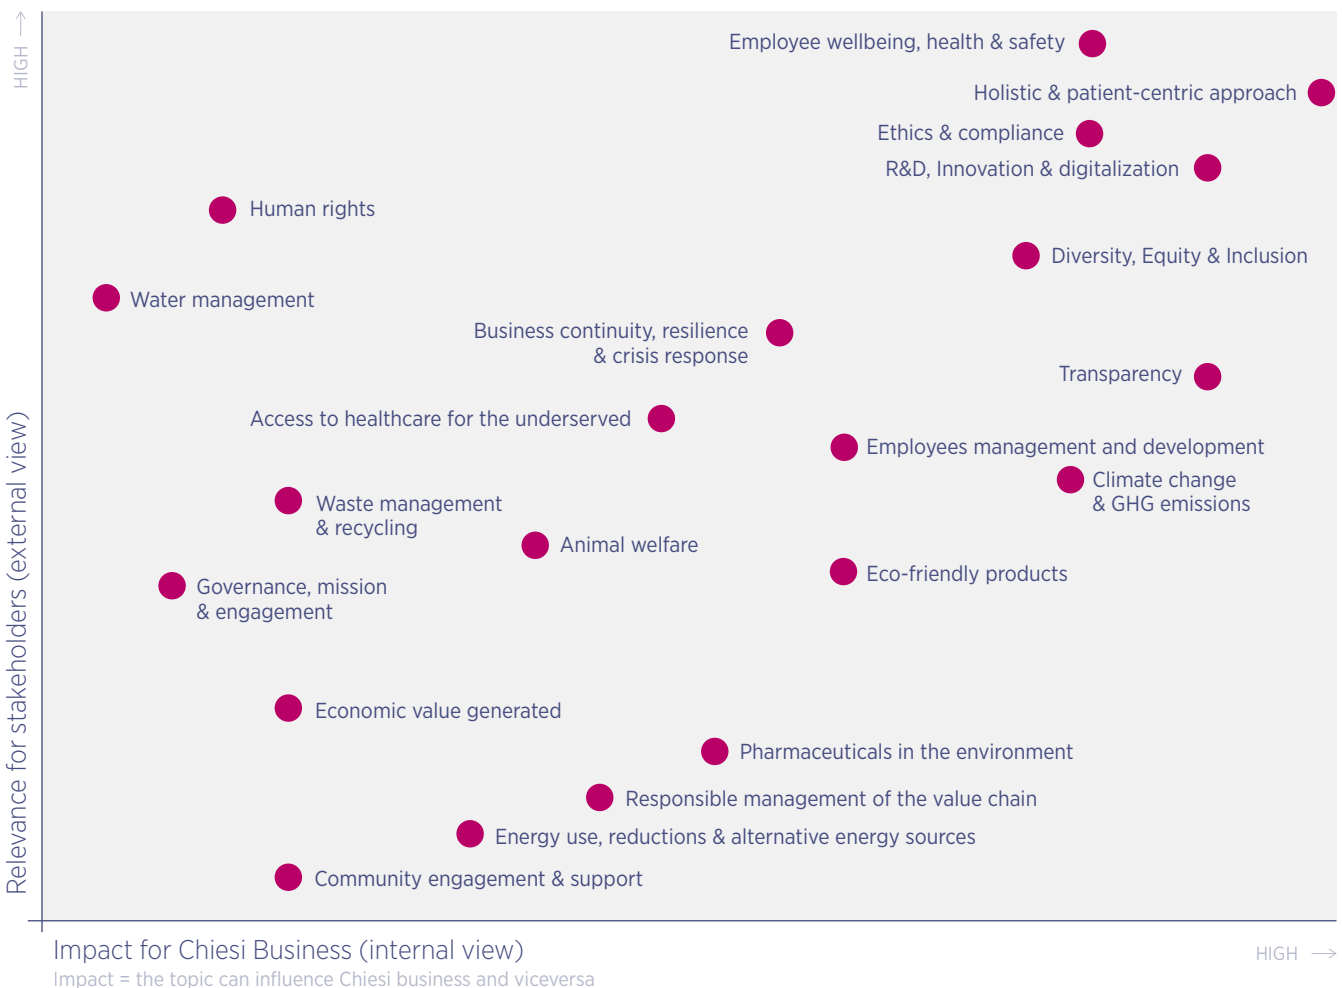 HIGH
Employee wellbeing, health & safety
Holistic & patient-centric approach
Ethics & compliance
R&D, Innovation & digitalization
Human rights
Diversity, Equity & Inclusion
Water management
Business continuity, resilience
& crisis response
Transparency
Access to healthcare for the underserved
Employees management and development
Climate change
& GHG emissions
Waste management
& recycling
Animal welfare
Eco-friendly products
Governance, mission
& engagement
Economic value generated
Pharmaceuticals in the environment
Responsible management of the value chain
Energy use, reductions & alternative energy sources
Community engagement & support
Relevance for stakeholders (external view)
Impact for Chiesi Business (internal view)
HIGH
Impact = the topic can influence Chiesi business and viceversa